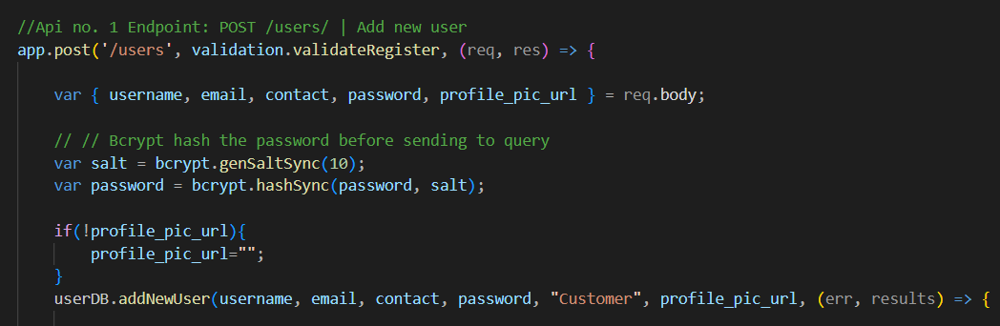 //Api no. 1 Endpoint: POST /users/ | Add new user
app.post('/users', validation.validateRegister, (req, res) => {
var { username, email, contact, password, profile_pic_url } = req.body;
// // Bcrypt hash the password before sending to query
var salt = bcrypt.genSaltSync(10);
var password = bcrypt.hashSync(password, salt);
if(!profile_pic_url){
profile_pic_url="";
}
userDB.addNewUser(username, email, contact, password, "Customer", profile_pic_url, (err, results) => {